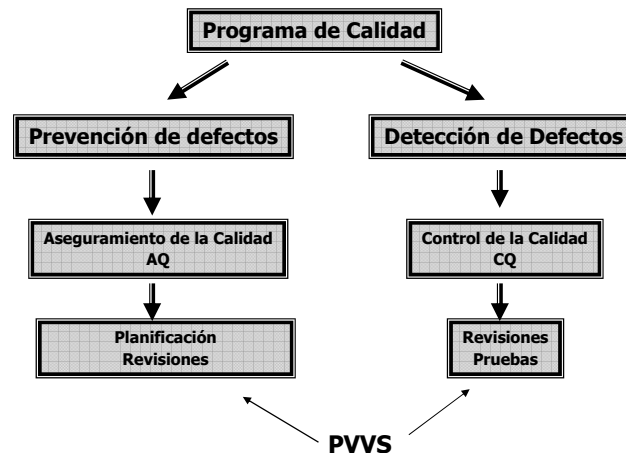 Programa de Calidad
Prevención de defectos
Detección de Defectos
Aseguramiento de la Calidad
AQ
Control de la Calidad
CQ
Planificación
Revisiones
Revisiones
Pruebas
PVVS